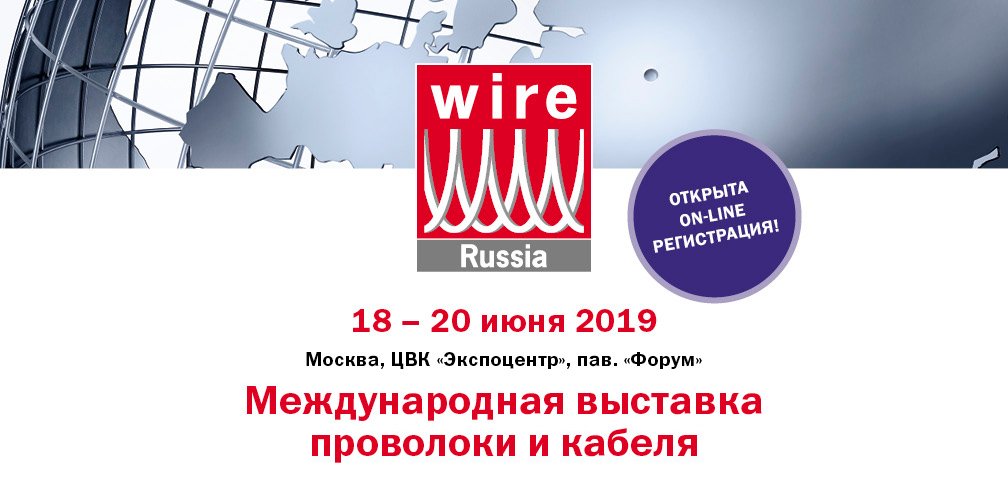 wire
Russia
ОТКРЫТА
ON-LINE
РЕГИСТРАЦИЯ!
18 – 20 июня 2019
Москва, ЦВК «Экспоцентр», пав. «Форум»
Международная выставка
проволоки и кабеля